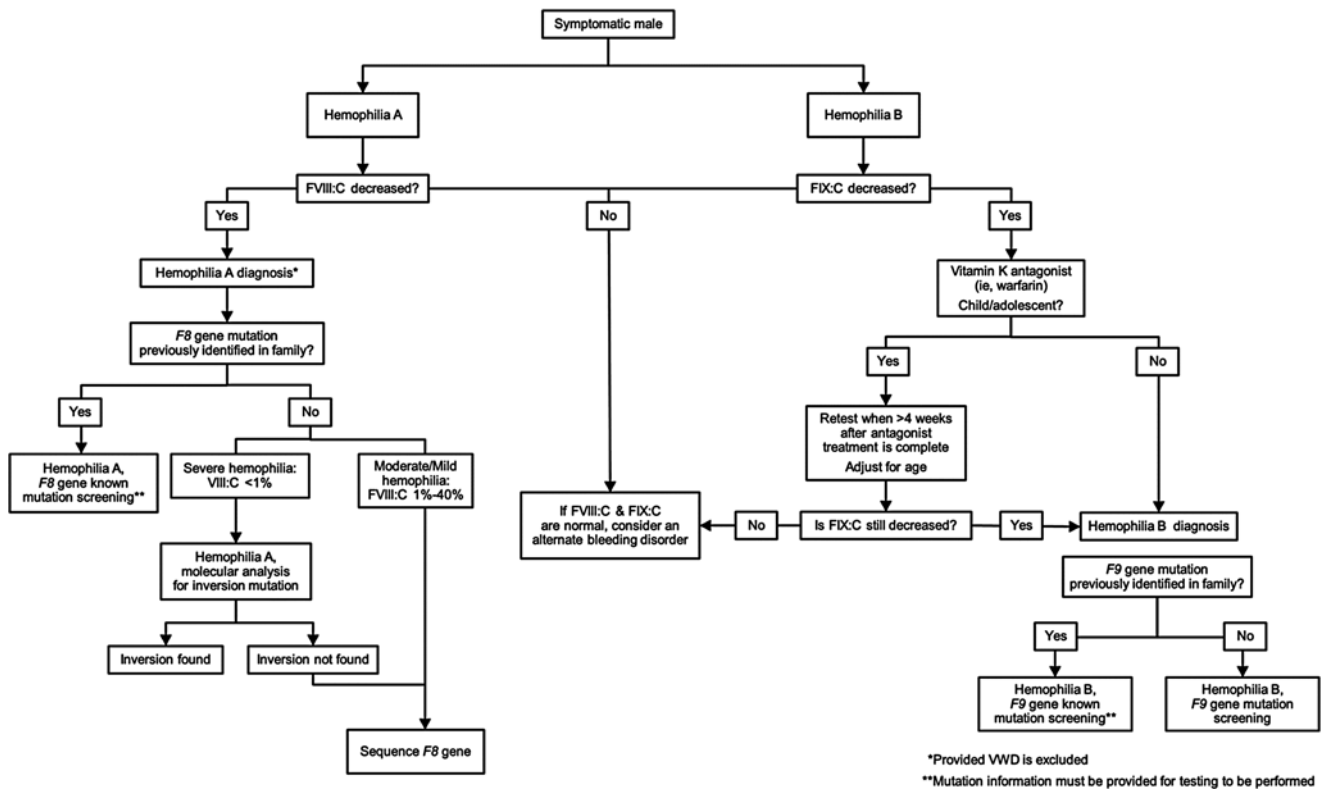 Symptomatic male
Hemophilia A
Hemophilia B
FVIII:C decreased?
FIX:C decreased?
Yes
No
Yes
Hemophilia A diagnosis*
Vitamin K antagonist
(ie, warfarin)
Child/adolescent?
F8 gene mutation
previously identified in family?
Yes
No
Yes
No
Retest when >4 weeks
after antagonist
treatment is complete
Adjust for age
Hemophilia A,
F8 gene known
mutation screening**
Severe hemophilia:
VIII:C <1%
Moderate/Mild
hemophilia:
FVIII:C 1%-40%
If FVIII:C & FIX:C
are normal, consider an
alternate bleeding disorder
No
Is FIX:C still decreased?
Yes
Hemophilia B diagnosis
Hemophilia A,
molecular analysis
for inversion mutation
F9 gene mutation
previously identified in family?
Inversion found
Inversion not found
Yes
No
Hemophilia B,
F9 gene known
mutation screening**
Hemophilia B,
F9 gene mutation
screening
Sequence F8 gene
*Provided VWD is excluded
**Mutation information must be provided for testing to be performed